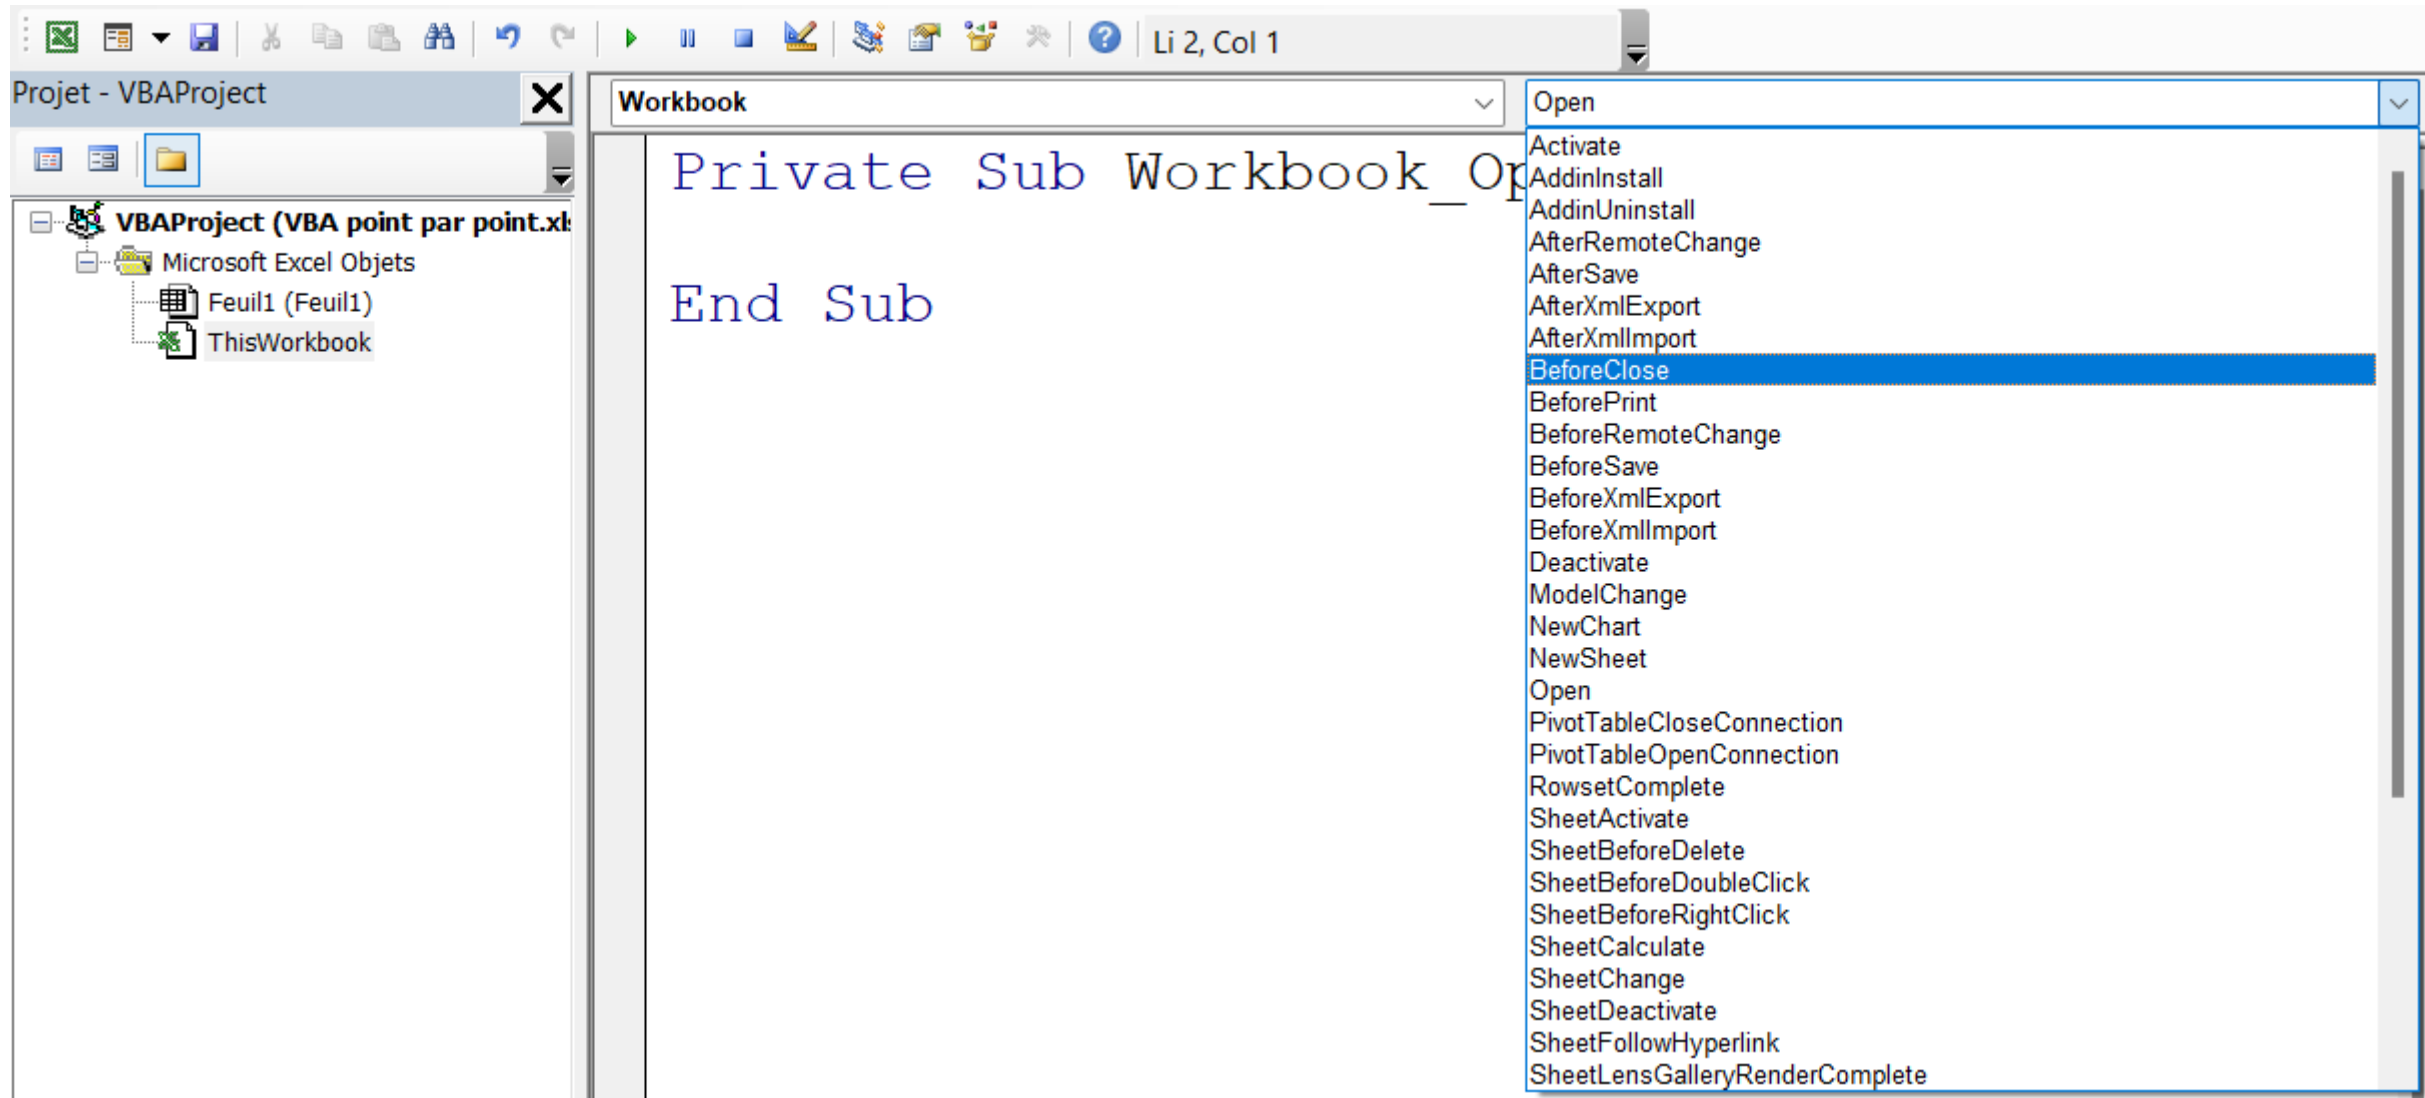 Li 2, Col 1
Projet - VBAProject
VBAProject (VBA point par point.xl
Microsoft Excel Objets
Feuil1 (Feuil1)
ThisWorkbook
Workbook
Open
Private Sub Workbook_Op
End Sub
Activate
AddinInstall
AddinUninstall
AfterRemoteChange
AfterSave
AfterXmlExport
AfterXmlImport
BeforeClose
BeforePrint
BeforeRemoteChange
BeforeSave
BeforeXmlExport
BeforeXmlImport
Deactivate
ModelChange
NewChart
NewSheet
Open
PivotTableCloseConnection
PivotTableOpenConnection
RowsetComplete
SheetActivate
SheetBeforeDelete
SheetBeforeDoubleClick
SheetBeforeRightClick
SheetCalculate
SheetChange
SheetDeactivate
SheetFollowHyperlink
SheetLensGalleryRenderComplete